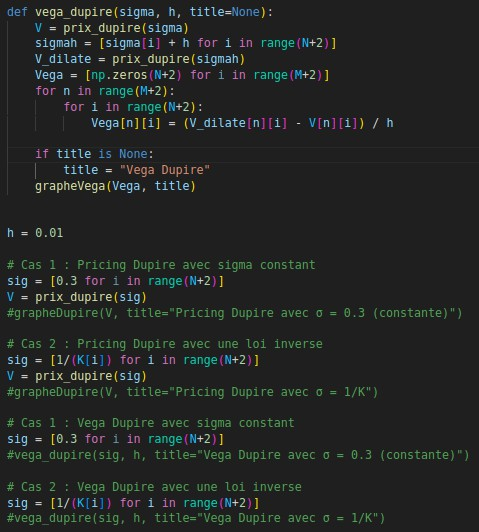 def vega_dupire(sigma, h, title=None):
    V = prix_dupire(sigma)
    sigmah = [sigma[i] + h for i in range(N+2)]
    V_dilate = prix_dupire(sigmah)
    Vega = [np.zeros(N+2) for i in range(M+2)]
    for n in range(M+2):
        for i in range(N+2):
            Vega[n][i] = (V_dilate[n][i] - V[n][i]) / h
    if title is None:
        title = "Vega Dupire"
    grapheVega(Vega, title)
h = 0.01
# Cas 1 : Pricing Dupire avec sigma constant
sig = [0.3 for i in range(N+2)]
V = prix_dupire(sig)
#grapheDupire(V, title="Pricing Dupire avec σ = 0.3 (constante)")
# Cas 2 : Pricing Dupire avec une loi inverse
sig = [1/(K[i]) for i in range(N+2)]
V = prix_dupire(sig)
#grapheDupire(V, title="Pricing Dupire avec σ = 1/K")
# Cas 1 : Vega Dupire avec sigma constant
sig = [0.3 for i in range(N+2)]
#vega_dupire(sig, h, title="Vega Dupire avec σ = 0.3 (constante)")
# Cas 2 : Vega Dupire avec une loi inverse
sig = [1/(K[i]) for i in range(N+2)]
#vega_dupire(sig, h, title="Vega Dupire avec σ = 1/K")